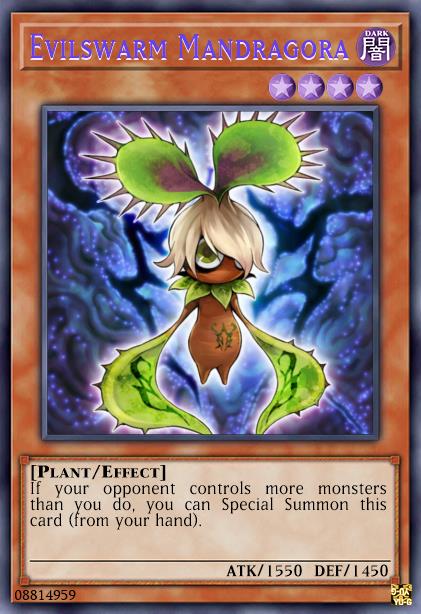 Evilswarm Mandragora
DARK
闇
[Plant/Effect]
If your opponent controls more monsters
than you do, you can Special Summon this
card (from your hand).
ATK/1550 DEF/1450
08814959